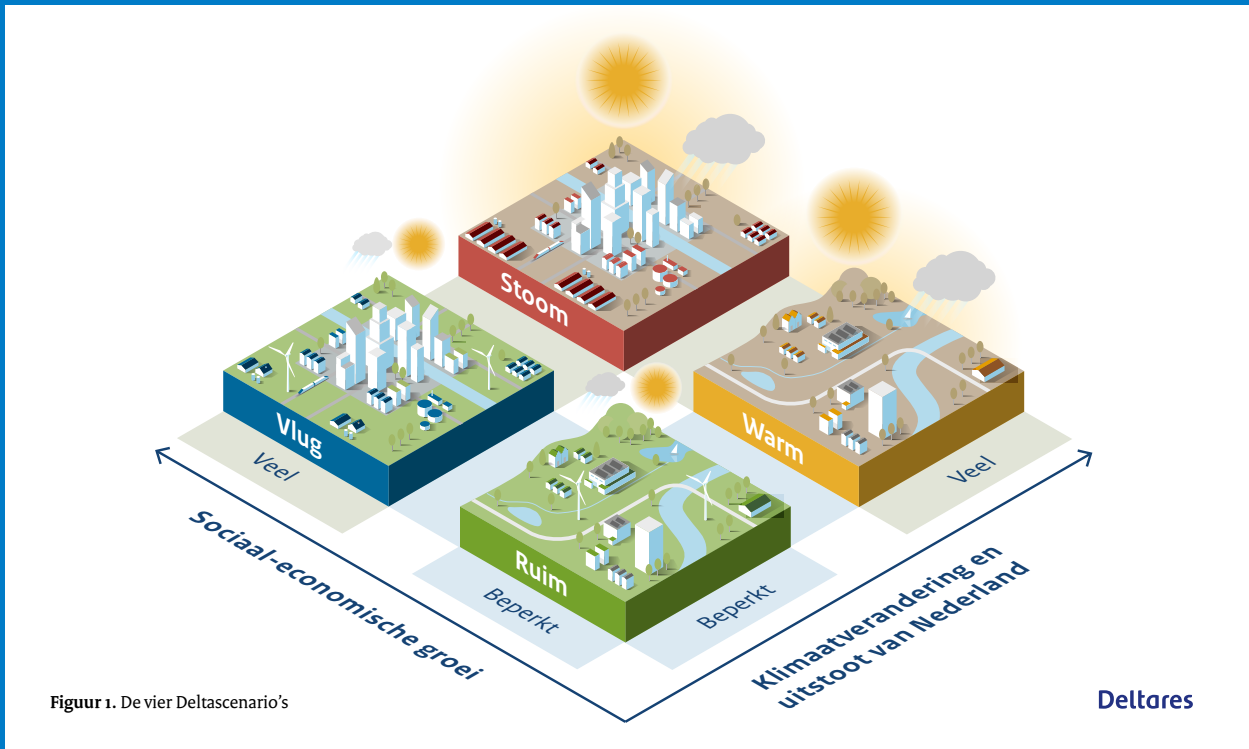 Stoom
Vlug
Warm
Ruim
Veel
Veel
Beperkt
Beperkt
Sociaal-economische groei
Klimaatverandering en
uitstoot van Nederland
Figuur 1. De vier Deltascenario’s
Deltares